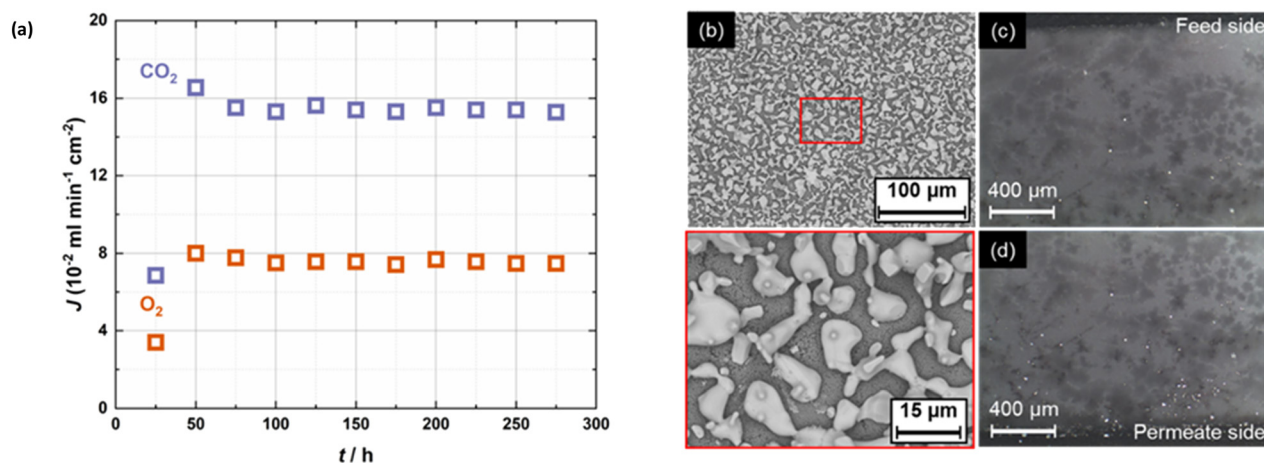 (a)
20
16
12
8
4
0
J (10⁻² ml min⁻¹ cm⁻²)
CO₂
O₂
0 50 100 150 200 250 300
t / h
(b)
100 µm
15 µm
(c)
Feed side
400 µm
(d)
400 µm
Permeate side